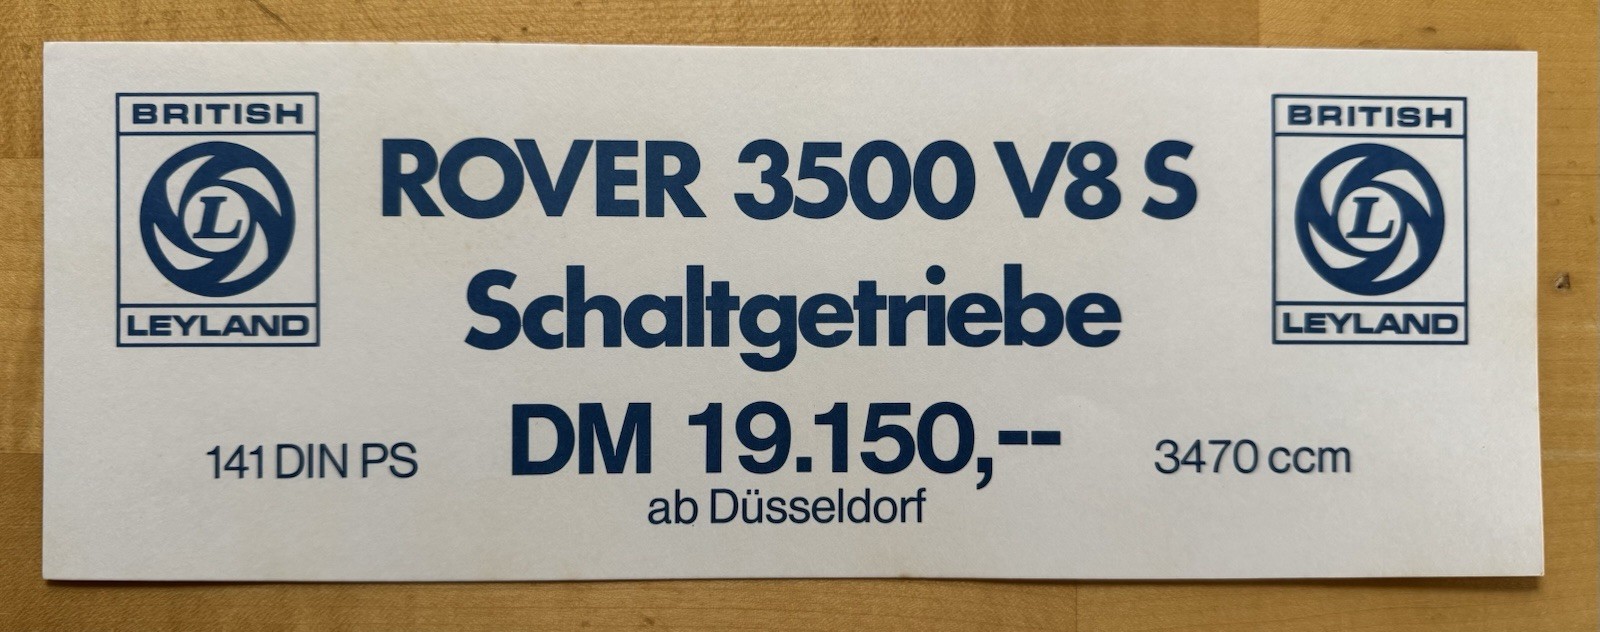 BRITISH
L
LEYLAND
ROVER 3500 V8 S
Schaltgetriebe
DM 19.150,--
ab Düsseldorf
141 DIN PS
3470 ccm
BRITISH
L
LEYLAND